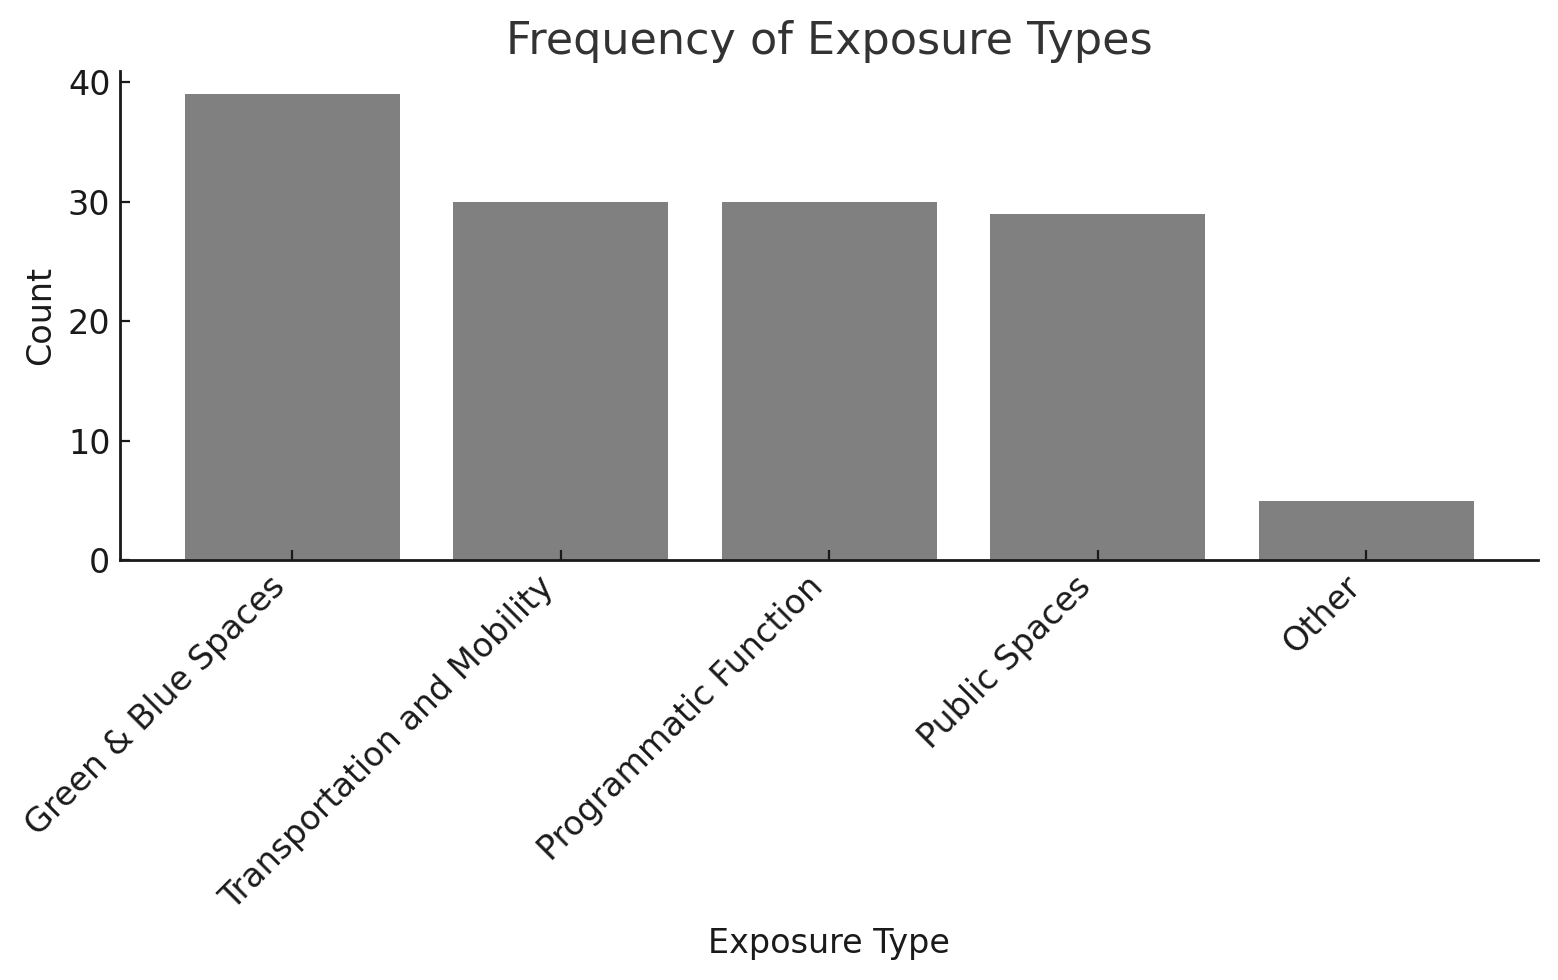 Frequency of Exposure Types
Count
40
30
20
10
0
Green & Blue Spaces
Transportation and Mobility
Programmatic Function
Public Spaces
Other
Exposure Type